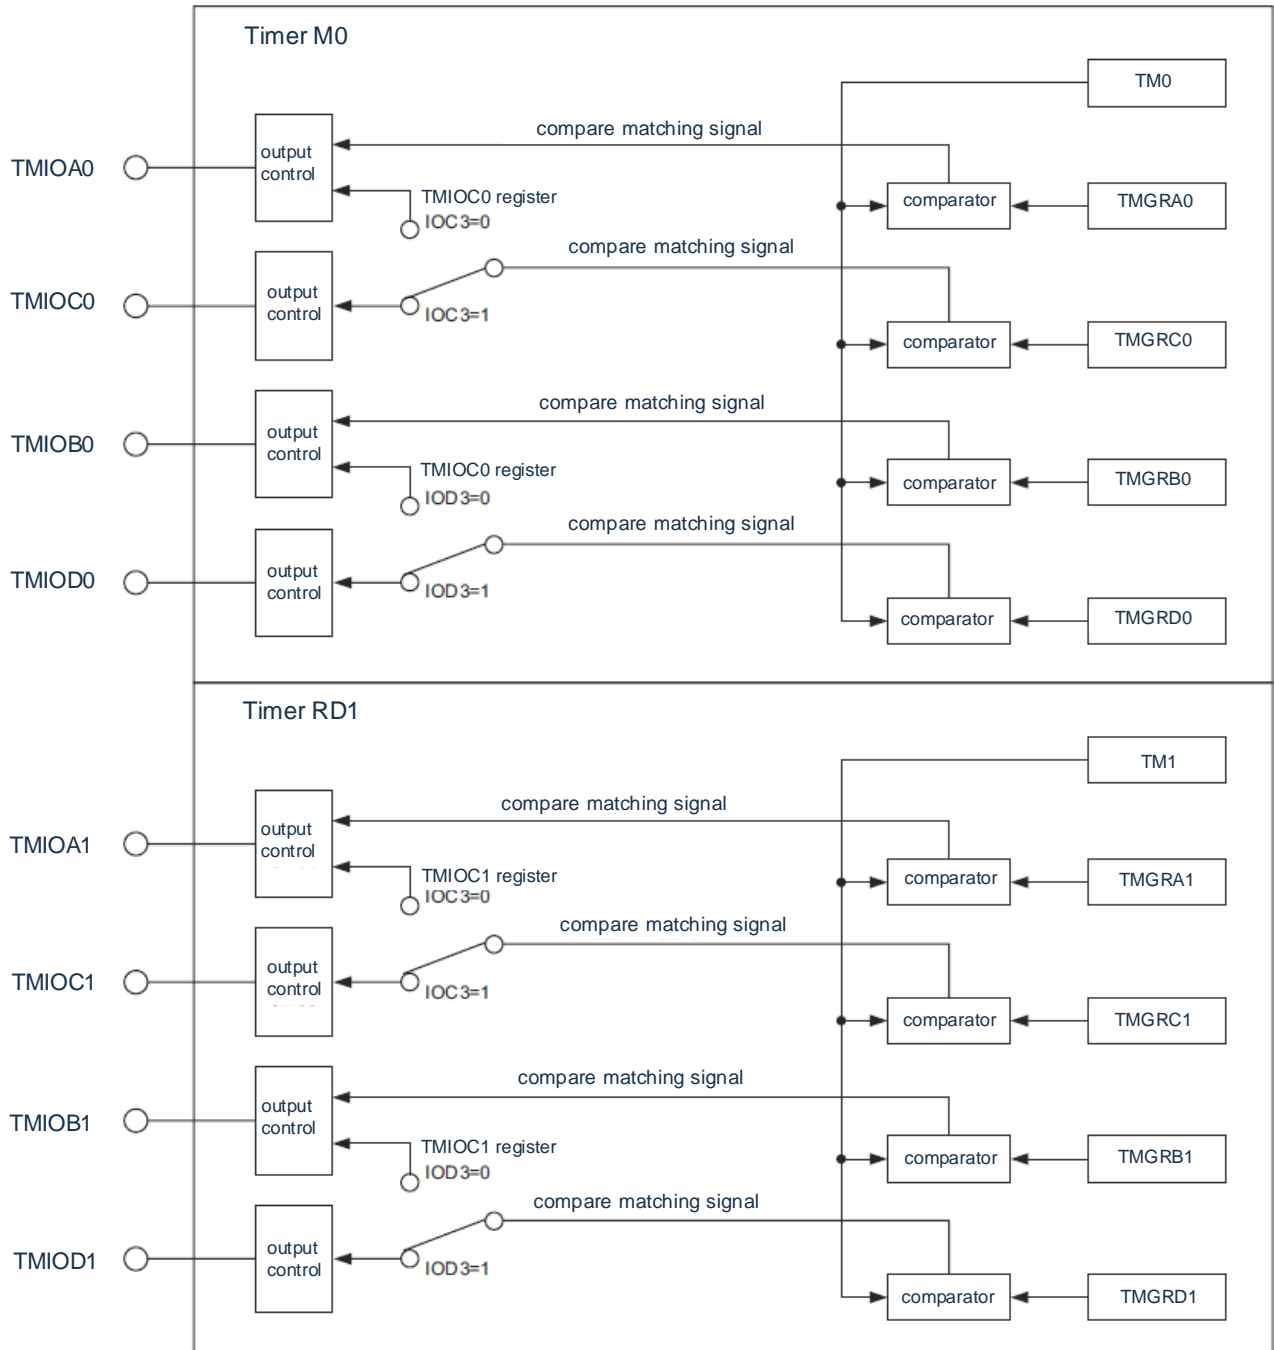 Timer M0
TM0
compare matching signal
TMIOA0
output
control
TMIOC0 register
IOC3=0
comparator
TMGRA0
compare matching signal
TMIOC0
output
control
IOC3=1
comparator
TMGRC0
compare matching signal
TMIOB0
output
control
TMIOC0 register
IOD3=0
comparator
TMGRB0
compare matching signal
TMIOD0
output
control
IOD3=1
comparator
TMGRD0
Timer RD1
TM1
compare matching signal
TMIOA1
output
control
TMIOC1 register
IOC3=0
comparator
TMGRA1
compare matching signal
TMIOC1
output
control
IOC3=1
comparator
TMGRC1
compare matching signal
TMIOB1
output
control
TMIOC1 register
IOD3=0
comparator
TMGRB1
compare matching signal
TMIOD1
output
control
IOD3=1
comparator
TMGRD1